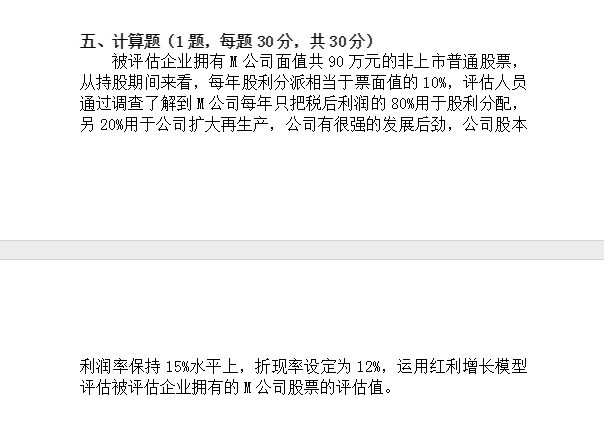 五、计算题（1题，每题30分，共30分）
被评估企业拥有M公司面值共90万元的非上市普通股票，
从持股期间来看，每年股利分派相当于票面值的10%，评估人员
通过调查了解到M公司每年只把税后利润的80%用于股利分配，
另20%用于公司扩大再生产，公司有很强的发展后劲，公司股本
利润率保持15%水平上，折现率设定为12%，运用红利增长模型
评估被评估企业拥有的M公司股票的评估值。